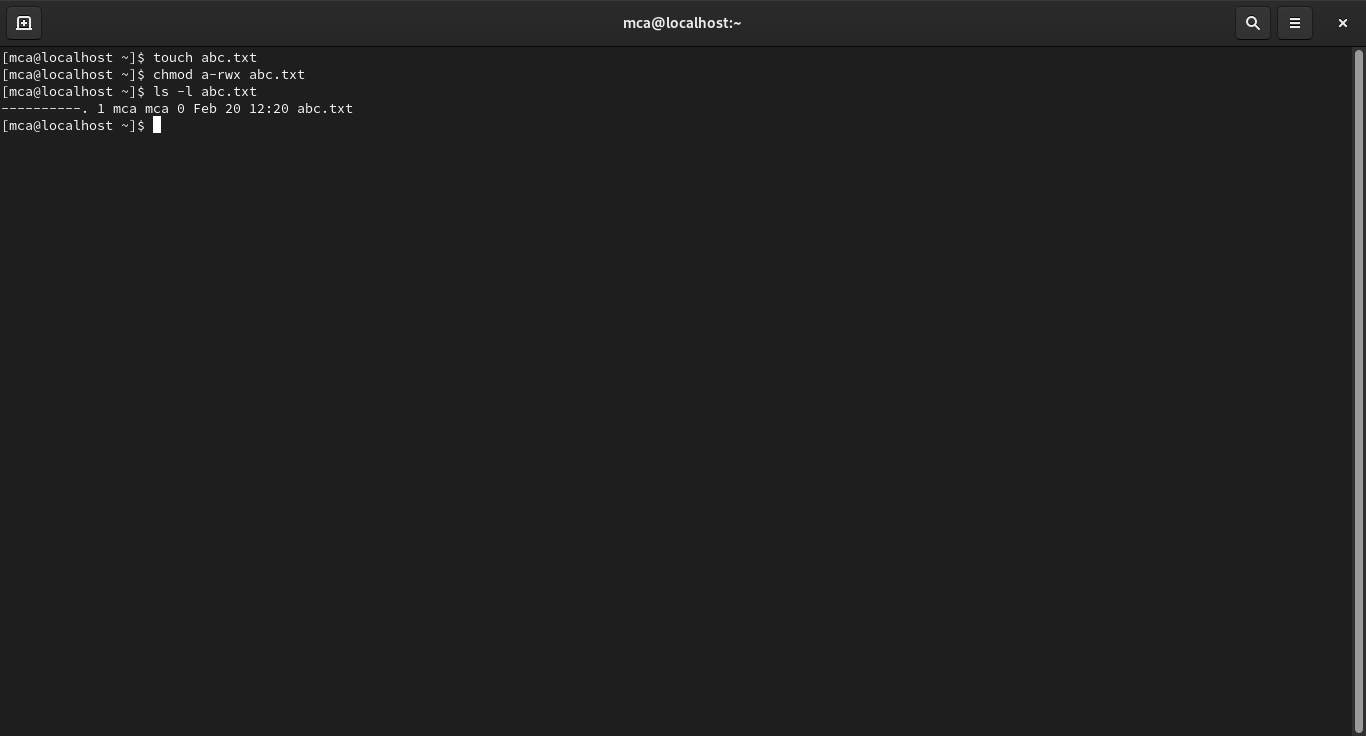 mca@localhost:~
[mca@localhost ~]$ touch abc.txt
[mca@localhost ~]$ chmod a-rwx abc.txt
[mca@localhost ~]$ ls -l abc.txt
----------. 1 mca mca 0 Feb 20 12:20 abc.txt
[mca@localhost ~]$